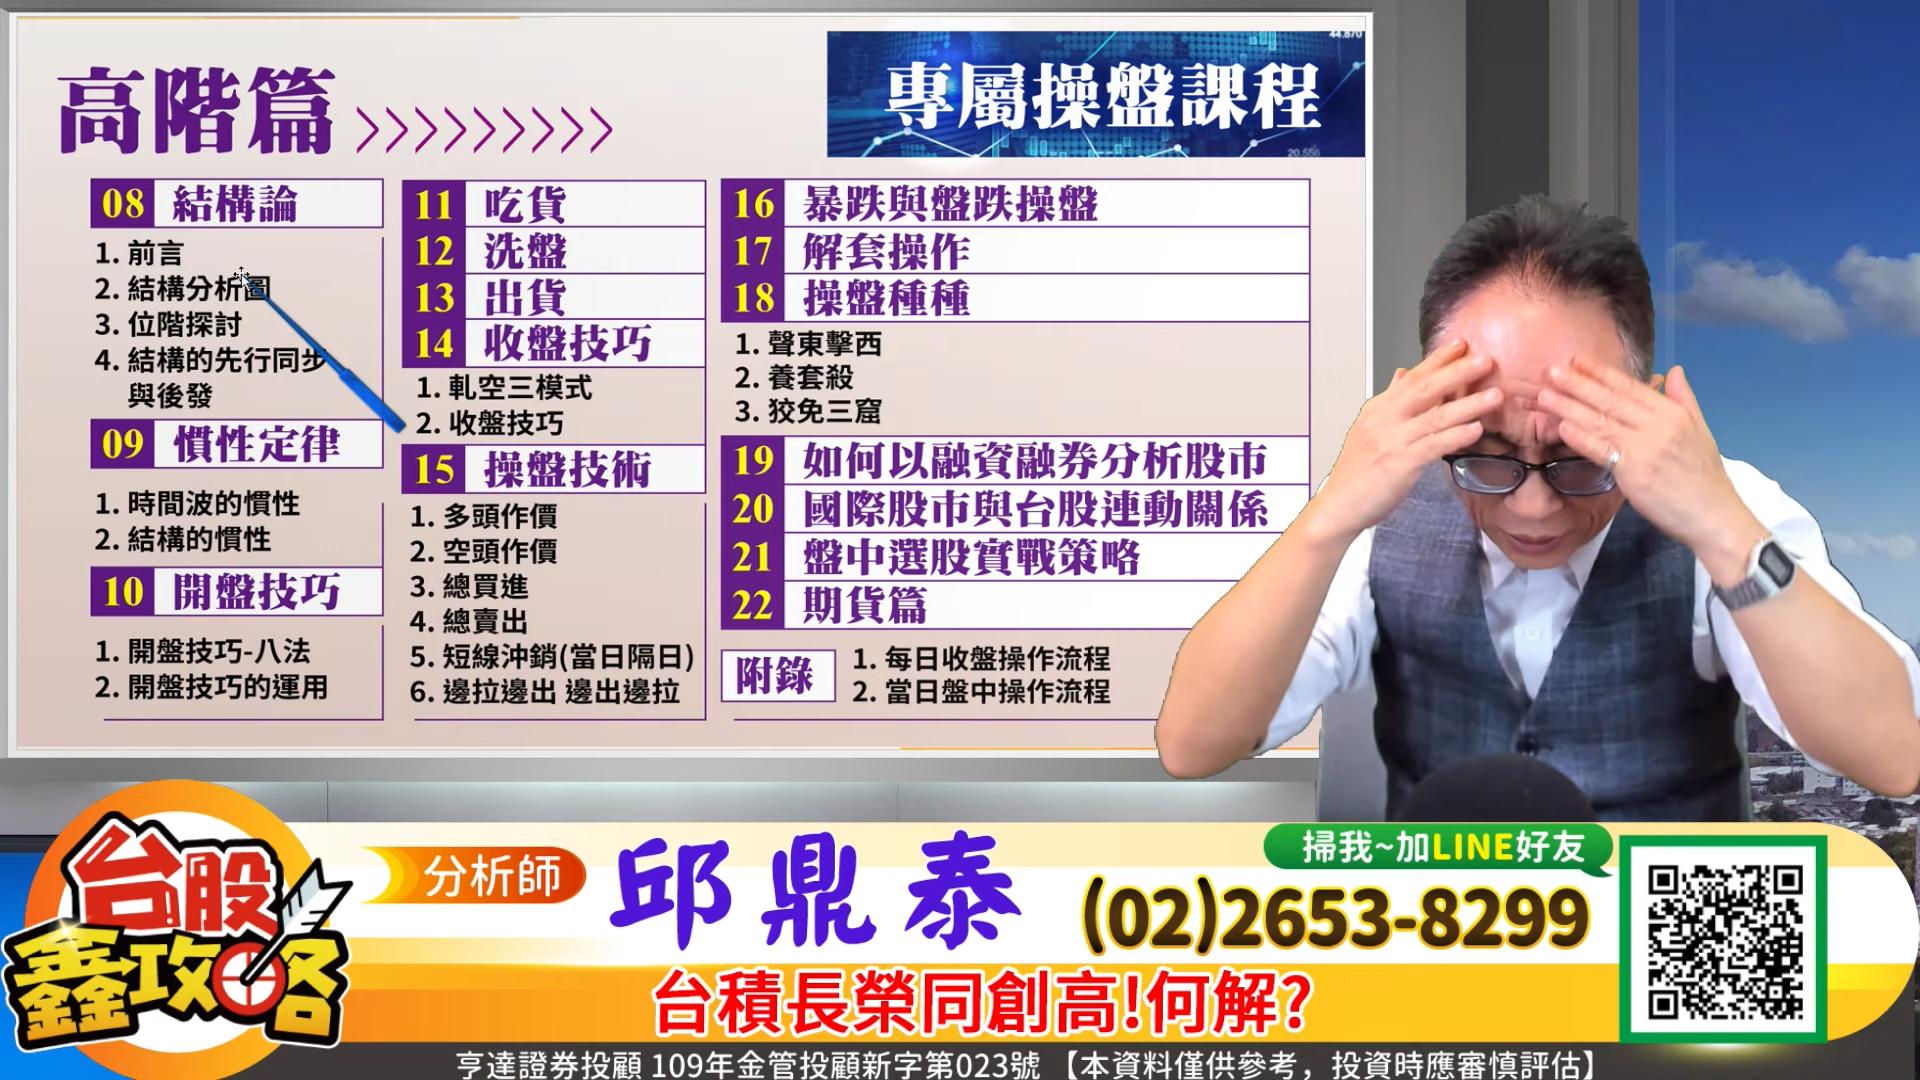 高階篇
專屬操盤課程
44.870
20.556
08 結構論
1. 前言
2. 結構分析圖
3. 位階探討
4. 結構的先行同步
與後發
09 慣性定律
1. 時間波的慣性
2. 結構的慣性
10 開盤技巧
1. 開盤技巧-八法
2. 開盤技巧的運用
11 吃貨
12 洗盤
13 出貨
14 收盤技巧
1. 軋空三模式
2. 收盤技巧
15 操盤技術
1. 多頭作價
2. 空頭作價
3. 總買進
4. 總賣出
5. 短線沖銷(當日隔日)
6. 邊拉邊出 邊出邊拉
16 暴跌與盤跌操盤
17 解套操作
18 操盤種種
1. 聲東擊西
2. 養套殺
3. 狡免三窟
19 如何以融資融券分析股市
20 國際股市與台股連動關係
21 盤中選股實戰策略
22 期貨篇
附錄
1. 每日收盤操作流程
2. 當日盤中操作流程
台股
鑫攻略
分析師
邱鼎泰
掃我~加LINE好友
(02)2653-8299
台積長榮同創高!何解?
亨達證券投顧 109年金管投顧新字第023號 【本資料僅供參考，投資時應審慎評估】